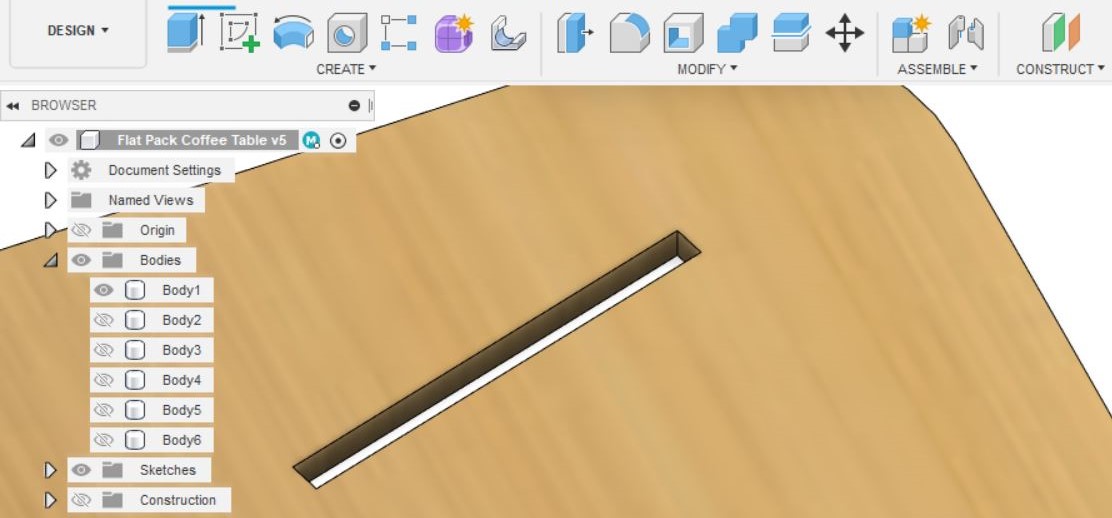 DESIGN
CREATE
MODIFY
ASSEMBLE
CONSTRUCT
BROWSER
Flat Pack Coffee Table v5
M
Document Settings
Named Views
Origin
Bodies
Body1
Body2
Body3
Body4
Body5
Body6
Sketches
Construction